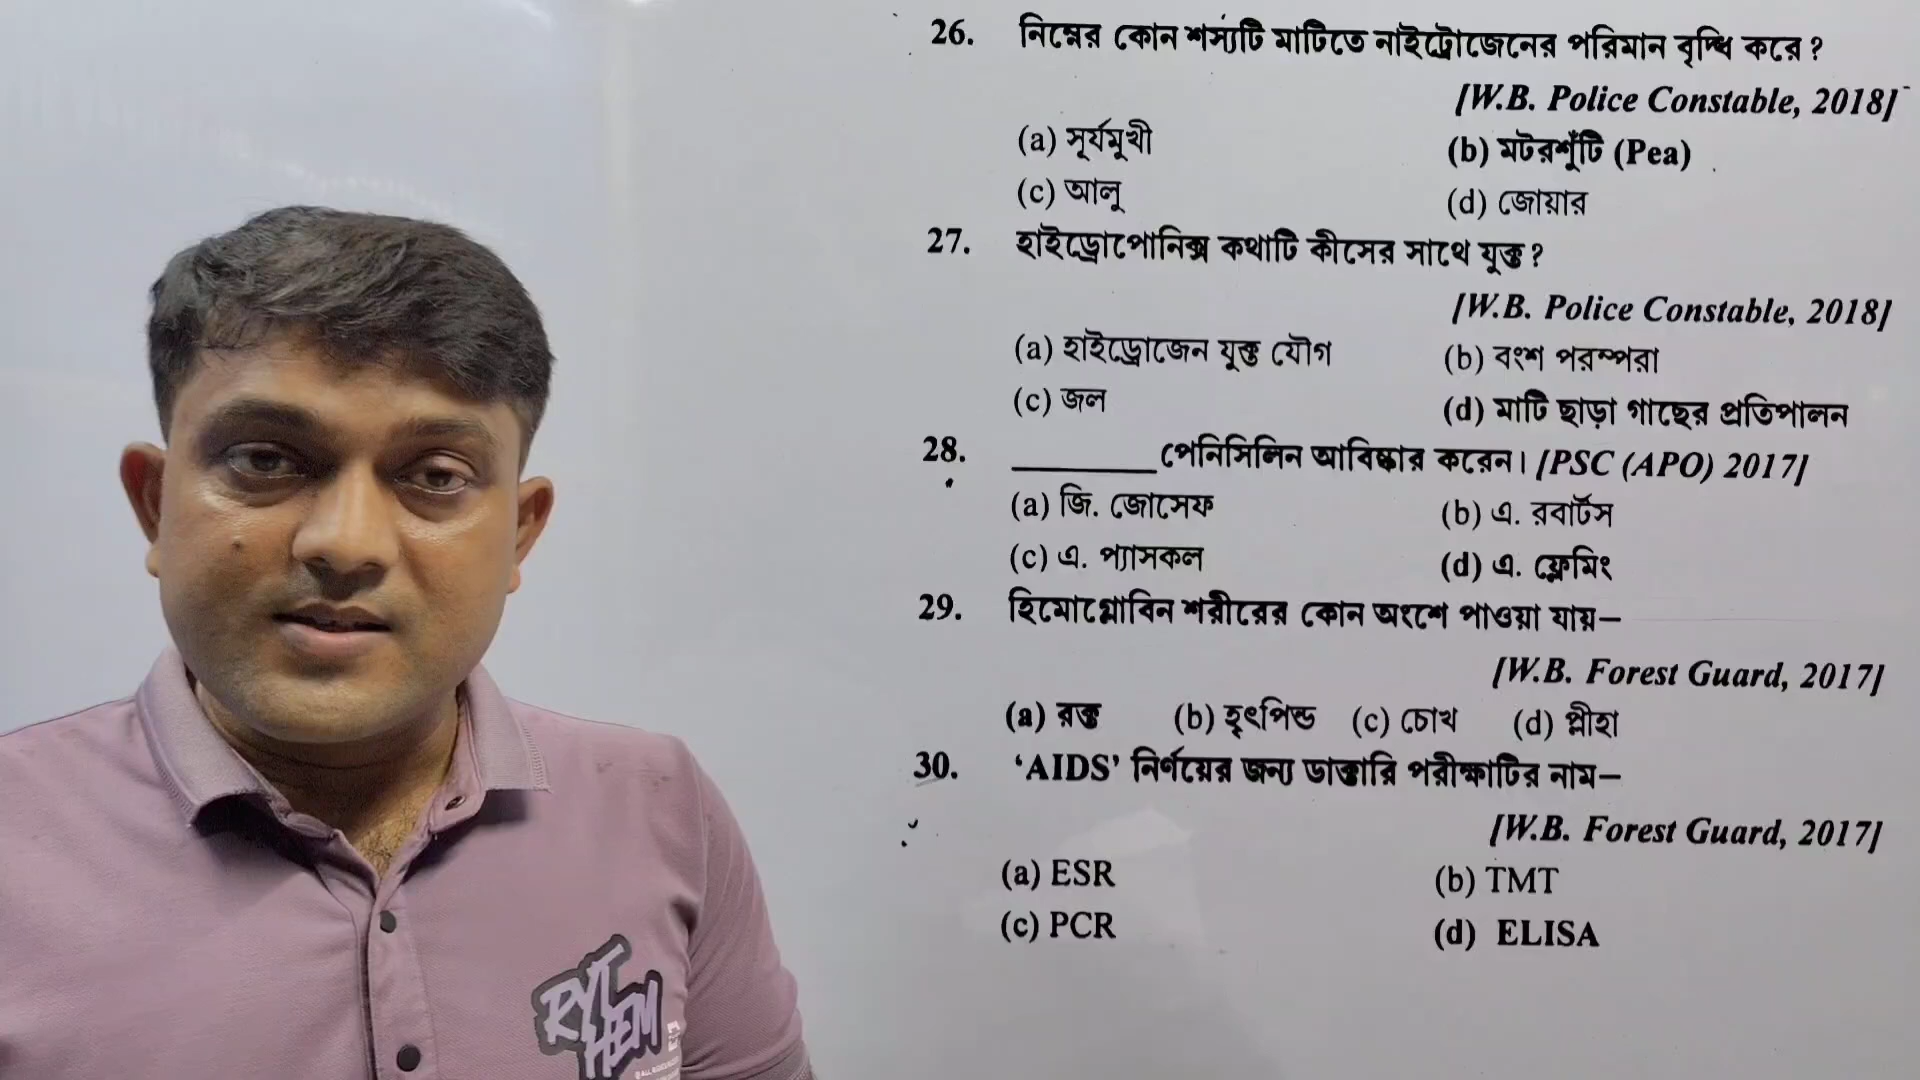 26. নিম্নের কোন শস্যটি মাটিতে নাইট্রোজেনের পরিমান বৃদ্ধি করে ?
[W.B. Police Constable, 2018]
(a) সূর্যমুখী (b) মটরশুঁটি (Pea)
(c) আলু (d) জোয়ার
27. হাইড্রোপোনিক্স কথাটি কীসের সাথে যুক্ত ?
[W.B. Police Constable, 2018]
(a) হাইড্রোজেন যুক্ত যৌগ (b) বংশ পরম্পরা
(c) জল (d) মাটি ছাড়া গাছের প্রতিপালন
28. ________ পেনিসিলিন আবিষ্কার করেন। [PSC (APO) 2017]
(a) জি. জোসেফ (b) এ. রবার্টস
(c) এ. প্যাসকল (d) এ. ফ্লেমিং
29. হিমোগ্লোবিন শরীরের কোন অংশে পাওয়া যায়–
[W.B. Forest Guard, 2017]
(a) রক্ত (b) হৃৎপিন্ড (c) চোখ (d) প্লীহা
30. ‘AIDS’ নির্ণয়ের জন্য ডাক্তারি পরীক্ষাটির নাম–
[W.B. Forest Guard, 2017]
(a) ESR (b) TMT
(c) PCR (d) ELISA
RYT
HEM